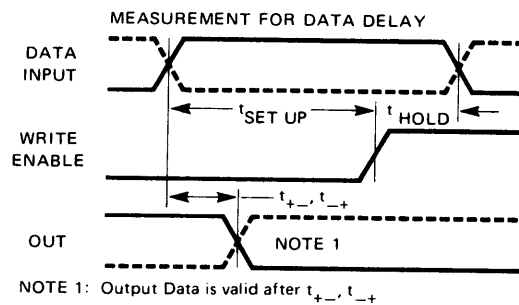 MEASUREMENT FOR DATA DELAY
DATA
INPUT
t SET UP
t HOLD
WRITE
ENABLE
t+-, t-+
OUT
NOTE 1
NOTE 1: Output Data is valid after t+-, t-+